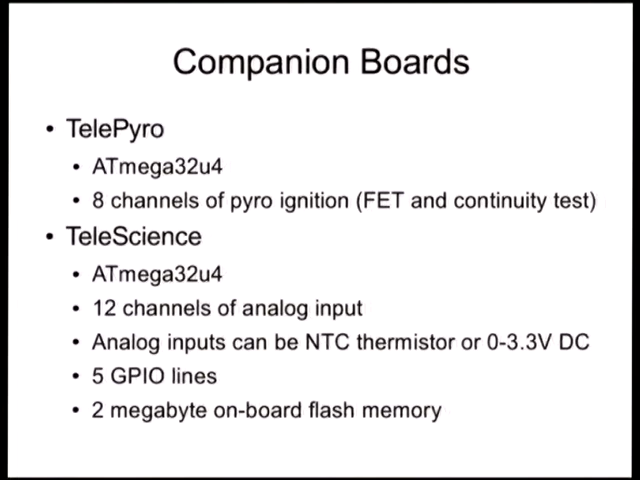 Companion Boards
• TelePyro
• ATmega32u4
• 8 channels of pyro ignition (FET and continuity test)
• TeleScience
• ATmega32u4
• 12 channels of analog input
• Analog inputs can be NTC thermistor or 0-3.3V DC
• 5 GPIO lines
• 2 megabyte on-board flash memory